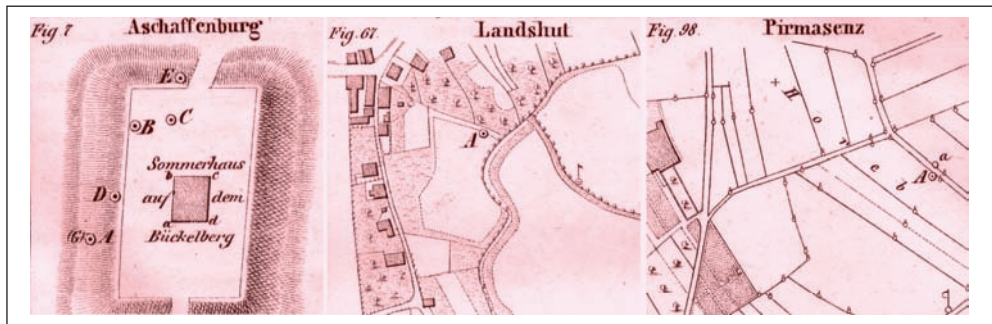 Fig 7 Aschaffenburg
E
B C
Sommerhaus
b c
D auf dem
a d
(G) A Bückelberg
Fig. 67. Landshut
A
Fig. 98. Pirmasenz
a
A